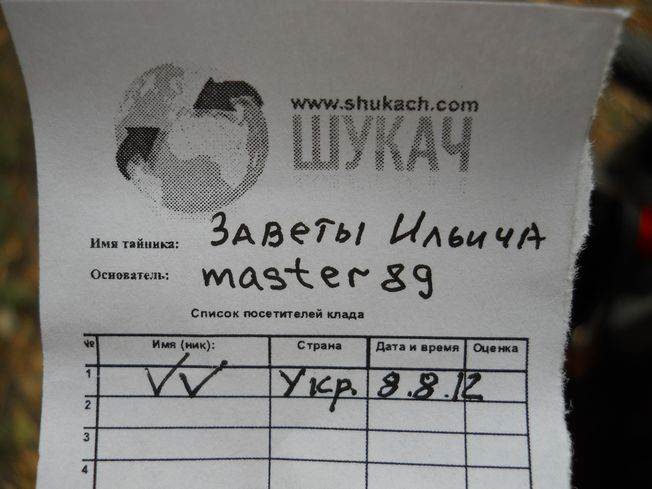 www.shukach.com
ШУКАЧ
Имя тайника: Заветы Ильича
Основатель: master 89
Список посетителей клада
№ Имя (ник): Страна Дата и время Оценка
1 VV Укр. 8.8.12
2
3
4